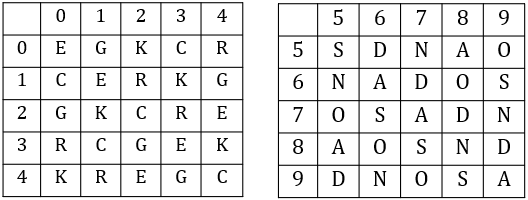 0 1 2 3 4
0 E G K C R
1 C E R K G
2 G K C R E
3 R C G E K
4 K R E G C
5 6 7 8 9
5 S D N A O
6 N A D O S
7 O S A D N
8 A O S N D
9 D N O S A